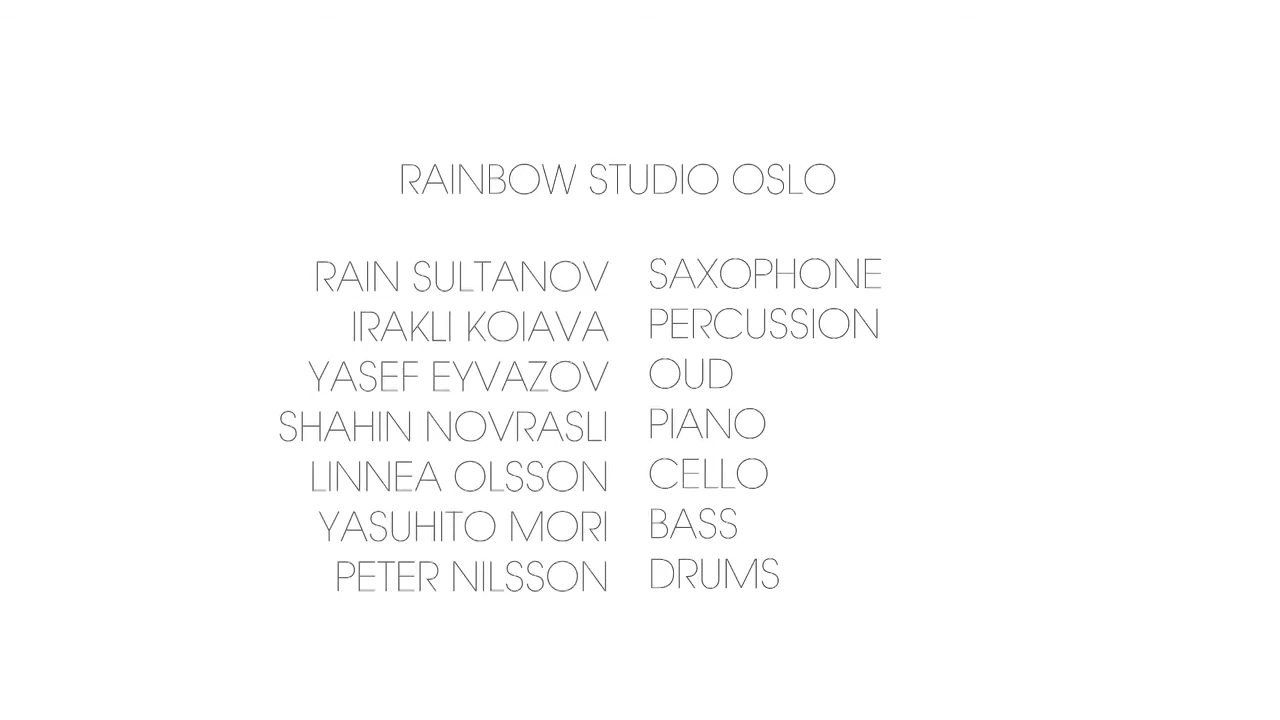 RAINBOW STUDIO OSLO
RAIN SULTANOV SAXOPHONE
IRAKLI KOIAVA PERCUSSION
YASEF EYVAZOV OUD
SHAHIN NOVRASLI PIANO
LINNEA OLSSON CELLO
YASUHITO MORI BASS
PETER NILSSON DRUMS